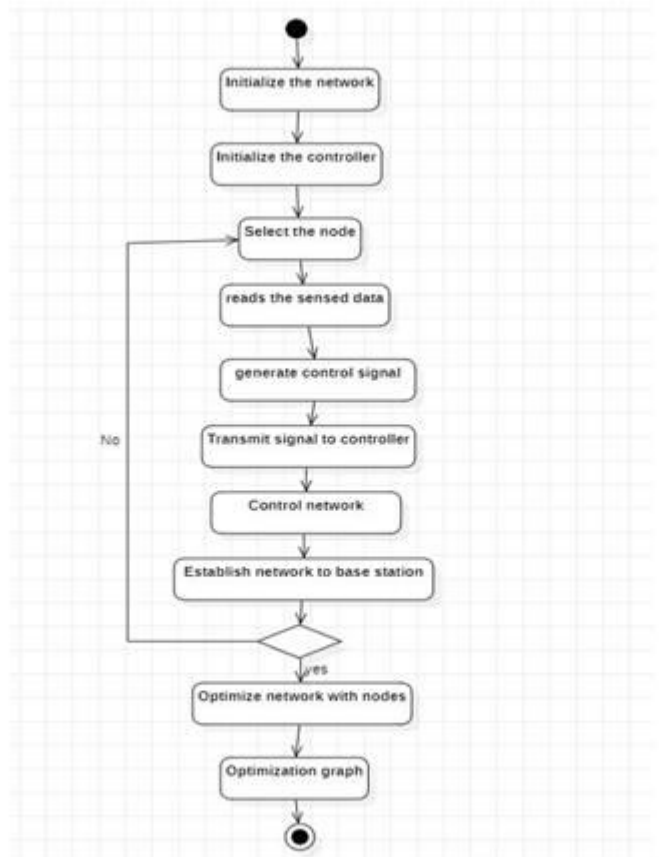 Initialize the network
Initialize the controller
Select the node
reads the sensed data
generate control signal
No
Transmit signal to controller
Control network
Establish network to base station
yes
Optimize network with nodes
Optimization graph